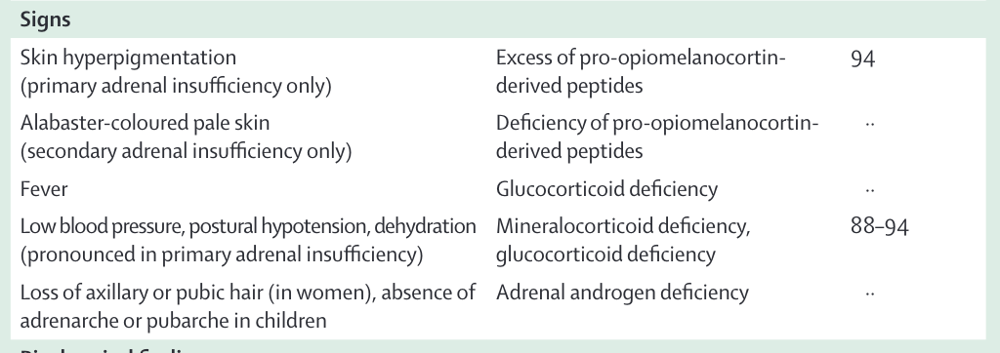 Signs
Skin hyperpigmentation
(primary adrenal insufficiency only)
Excess of pro-opiomelanocortin-
derived peptides
94
Alabaster-coloured pale skin
(secondary adrenal insufficiency only)
Deficiency of pro-opiomelanocortin-
derived peptides
··
Fever
Glucocorticoid deficiency
··
Low blood pressure, postural hypotension, dehydration
(pronounced in primary adrenal insufficiency)
Mineralocorticoid deficiency,
glucocorticoid deficiency
88–94
Loss of axillary or pubic hair (in women), absence of
adrenarche or pubarche in children
Adrenal androgen deficiency
··